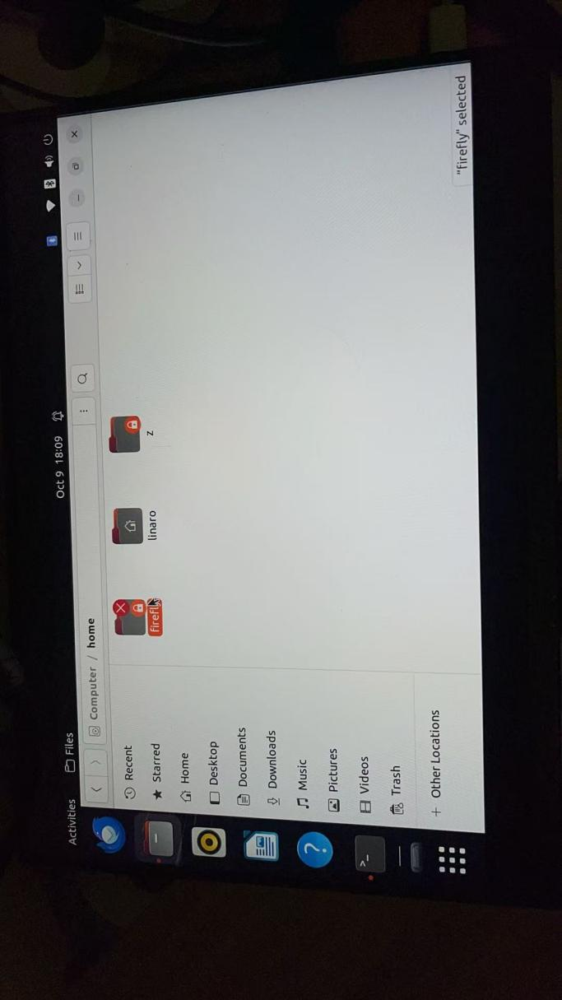 Activities
Files
Oct 9 18:09
Computer / home
Recent
Starred
Home
Desktop
Documents
Downloads
Music
Pictures
Videos
Trash
+ Other Locations
firefly
linaro
z
"firefly" selected